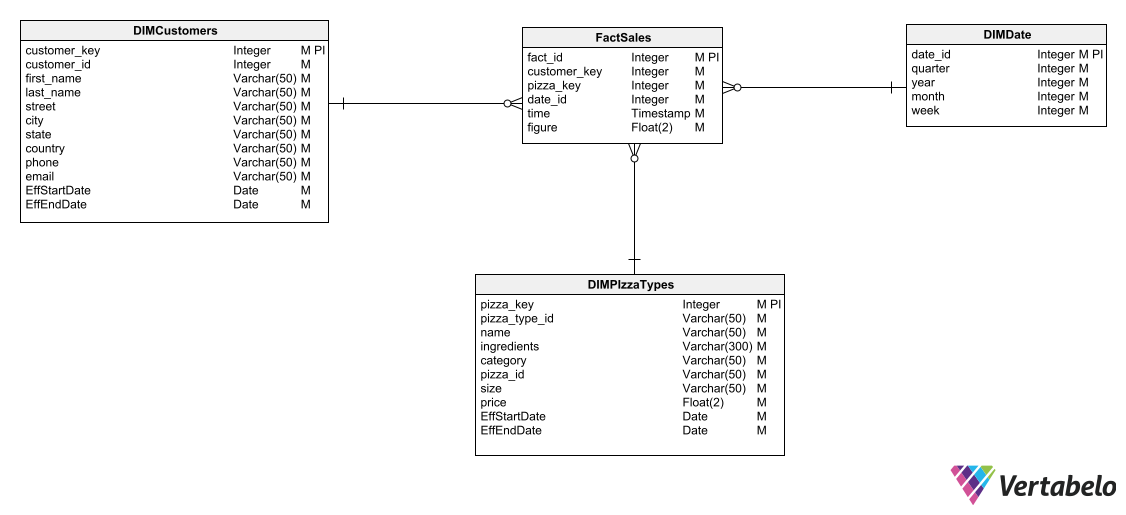 DIMCustomers
customer_key Integer M PI
customer_id Integer M
first_name Varchar(50) M
last_name Varchar(50) M
street Varchar(50) M
city Varchar(50) M
state Varchar(50) M
country Varchar(50) M
phone Varchar(50) M
email Varchar(50) M
EffStartDate Date M
EffEndDate Date M
FactSales
fact_id Integer M PI
customer_key Integer M
pizza_key Integer M
date_id Integer M
time Timestamp M
figure Float(2) M
DIMDate
date_id Integer M PI
quarter Integer M
year Integer M
month Integer M
week Integer M
DIMPIzzaTypes
pizza_key Integer M PI
pizza_type_id Varchar(50) M
name Varchar(50) M
ingredients Varchar(300) M
category Varchar(50) M
pizza_id Varchar(50) M
size Varchar(50) M
price Float(2) M
EffStartDate Date M
EffEndDate Date M
Vertabelo